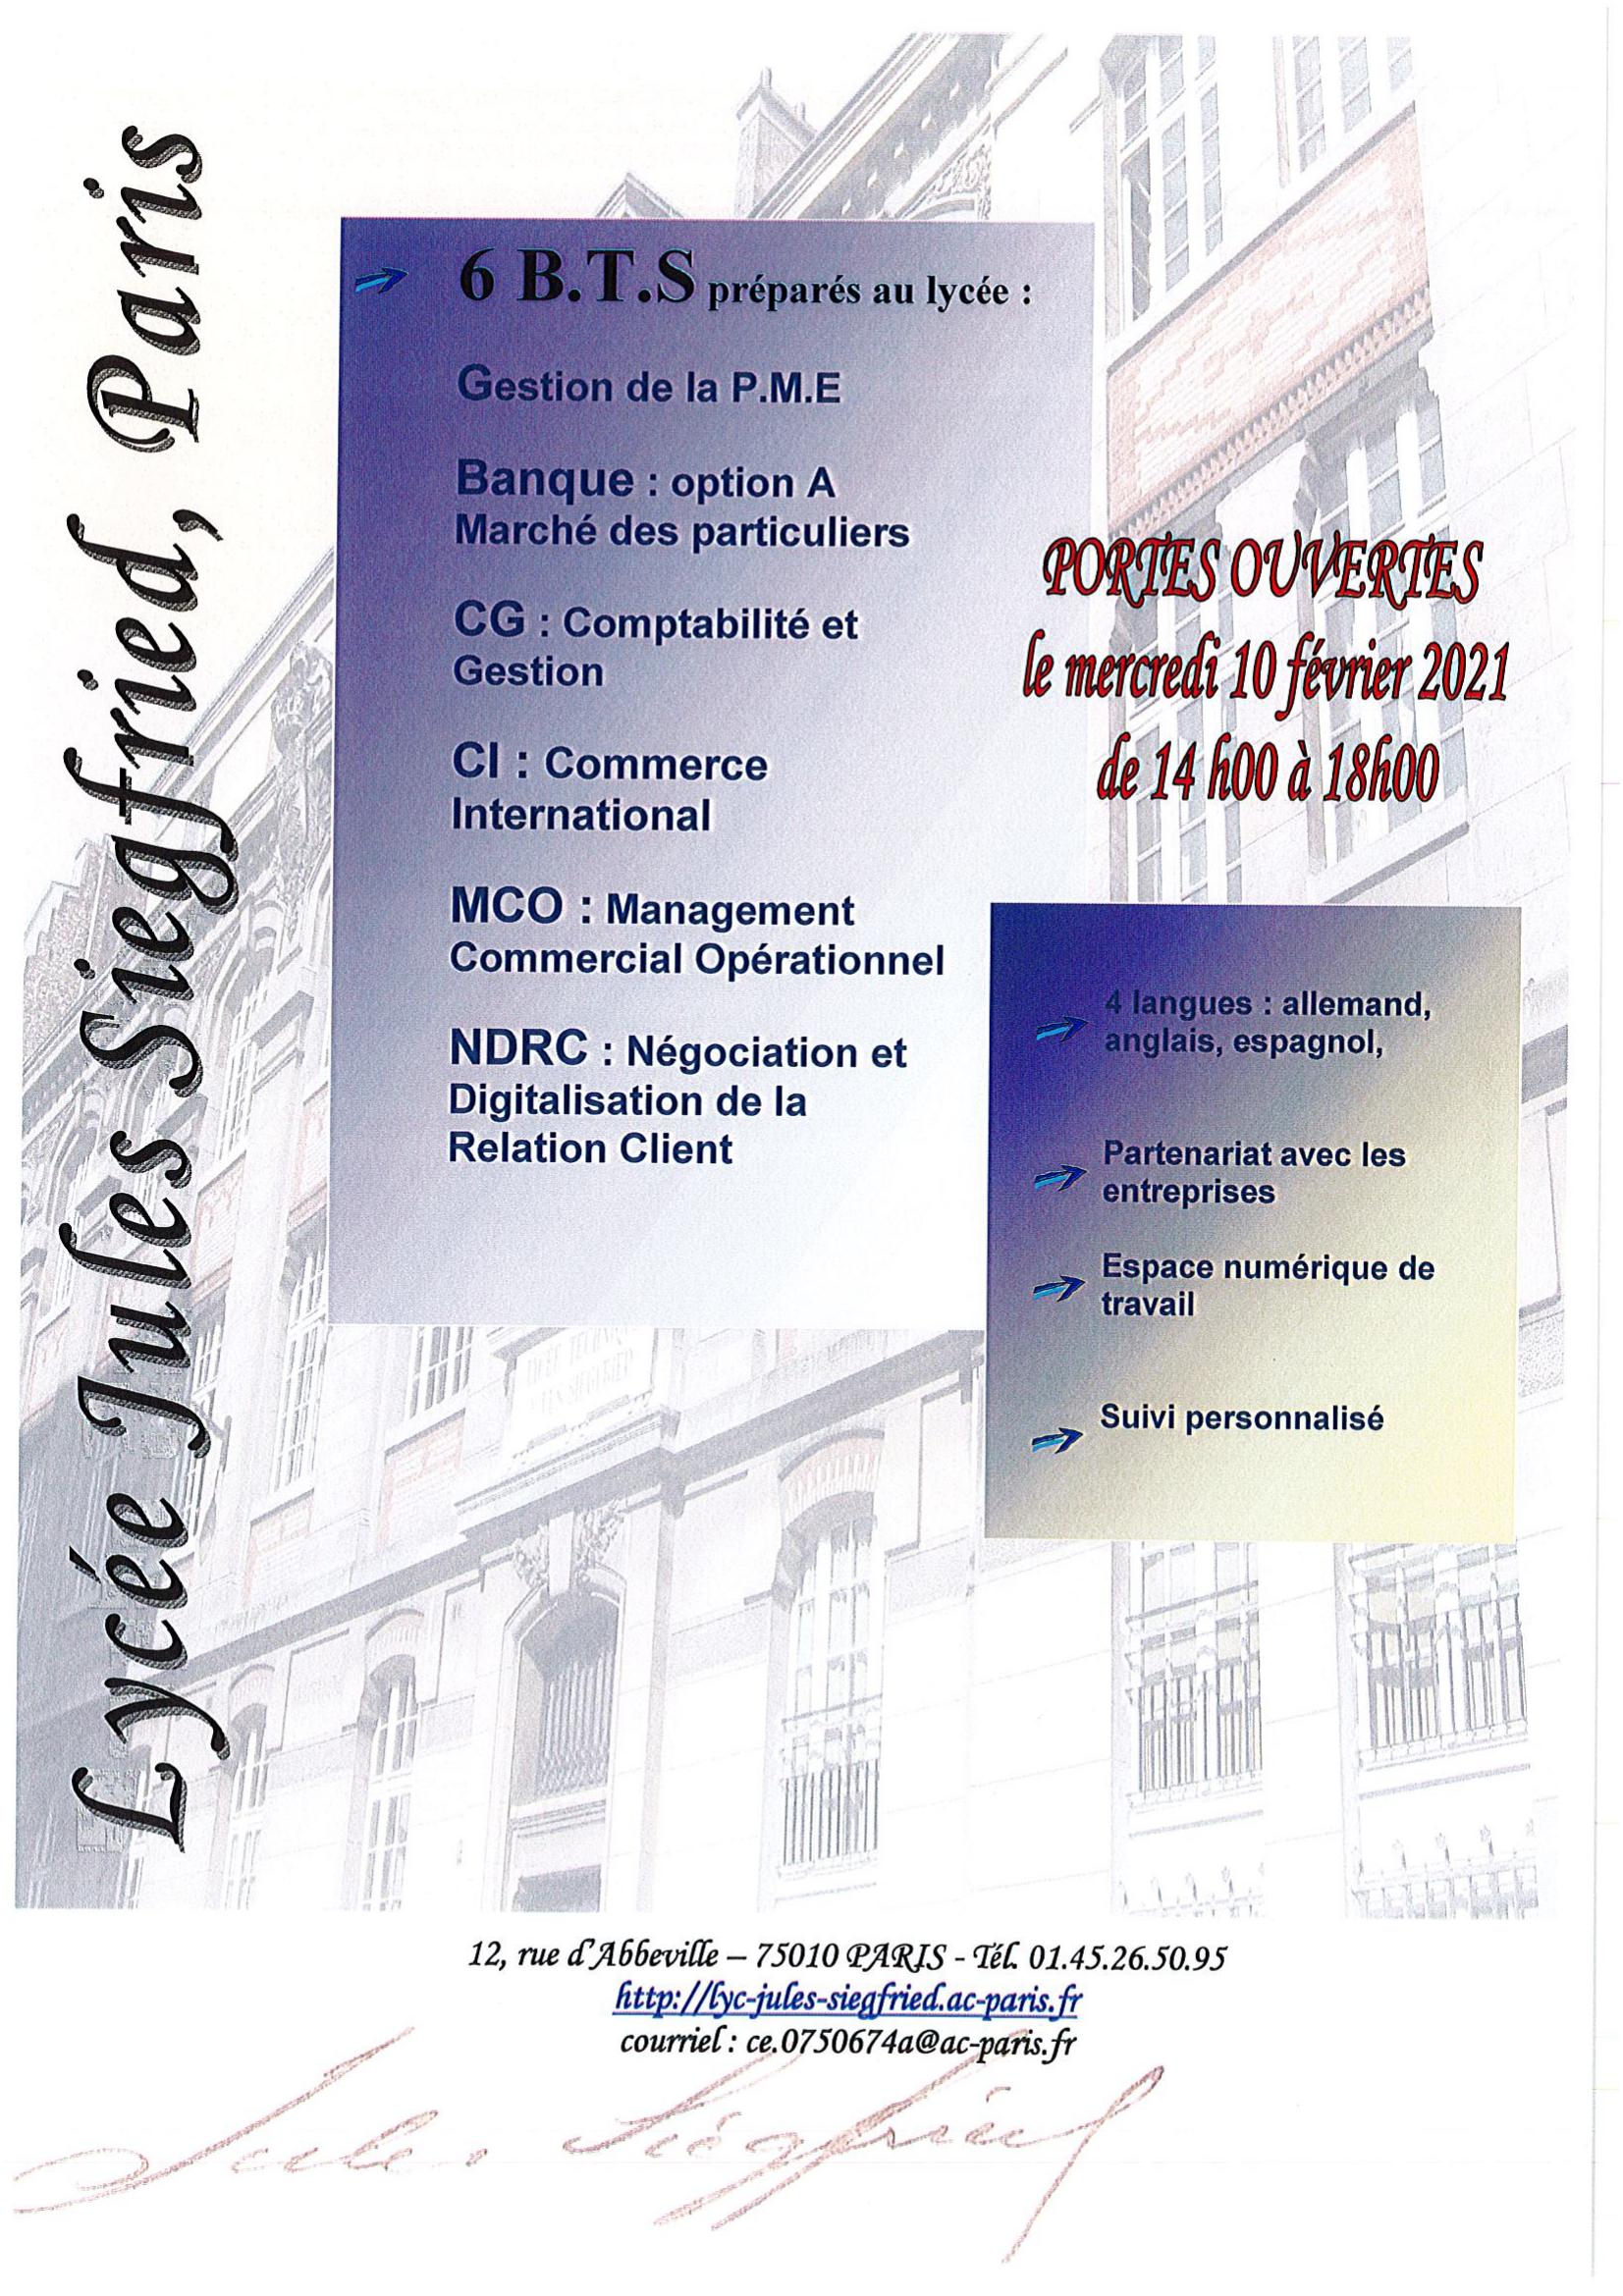 Lycée Jules Siegfried, Paris
6 B.T.S préparés au lycée :
Gestion de la P.M.E
Banque : option A
Marché des particuliers
CG : Comptabilité et
Gestion
CI : Commerce
International
MCO : Management
Commercial Opérationnel
NDRC : Négociation et
Digitalisation de la
Relation Client
PORTES OUVERTES
le mercredi 10 février 2021
de 14 h00 à 18h00
4 langues : allemand,
anglais, espagnol,
Partenariat avec les
entreprises
Espace numérique de
travail
Suivi personnalisé
12, rue d'Abbeville – 75010 PARIS - Tél. 01.45.26.50.95
http://lyc-jules-siegfried.ac-paris.fr
courriel : ce.0750674a@ac-paris.fr
Jules Siegfried